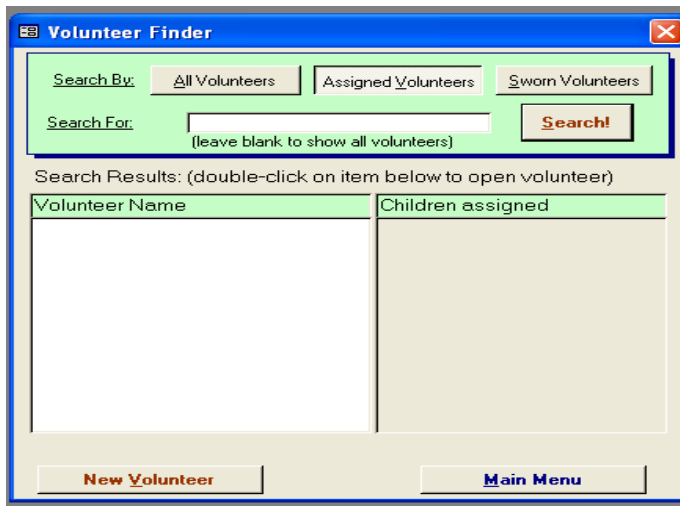 Volunteer Finder
Search By: All Volunteers Assigned Volunteers Sworn Volunteers
Search For: Search!
(leave blank to show all volunteers)
Search Results: (double-click on item below to open volunteer)
Volunteer Name Children assigned
New Volunteer Main Menu